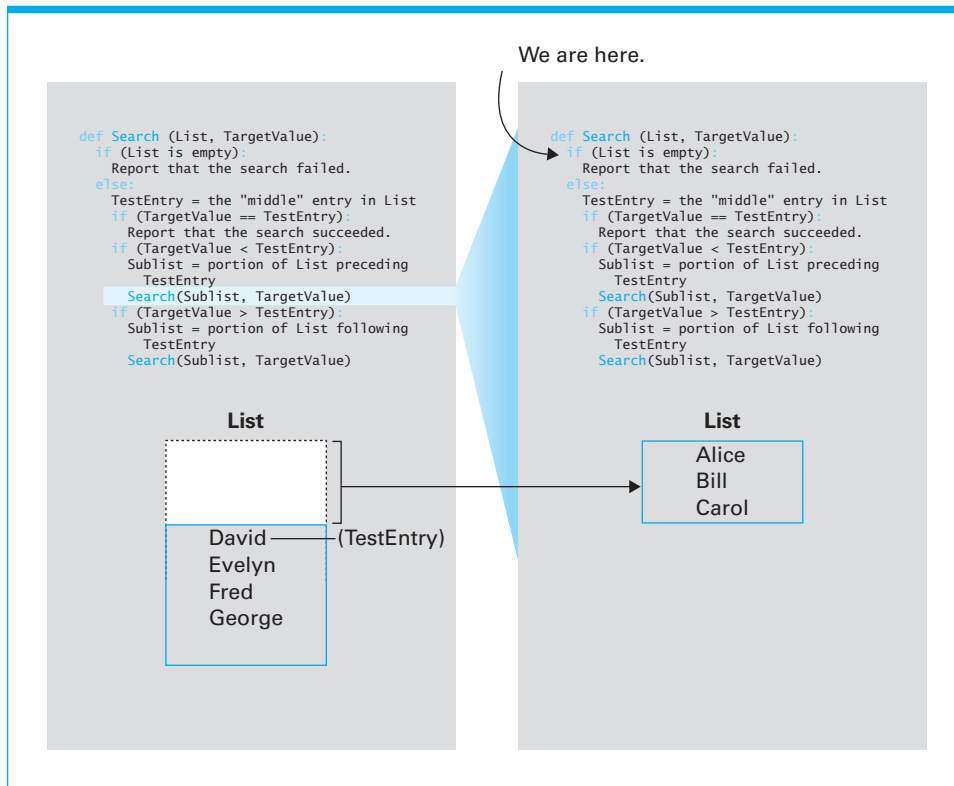 We are here.
def Search (List, TargetValue):
if (List is empty):
Report that the search failed.
else:
TestEntry = the "middle" entry in List
if (TargetValue == TestEntry):
Report that the search succeeded.
if (TargetValue < TestEntry):
Sublist = portion of List preceding
TestEntry
Search(Sublist, TargetValue)
if (TargetValue > TestEntry):
Sublist = portion of List following
TestEntry
Search(Sublist, TargetValue)
List
David (TestEntry)
Evelyn
Fred
George
def Search (List, TargetValue):
if (List is empty):
Report that the search failed.
else:
TestEntry = the "middle" entry in List
if (TargetValue == TestEntry):
Report that the search succeeded.
if (TargetValue < TestEntry):
Sublist = portion of List preceding
TestEntry
Search(Sublist, TargetValue)
if (TargetValue > TestEntry):
Sublist = portion of List following
TestEntry
Search(Sublist, TargetValue)
List
Alice
Bill
Carol